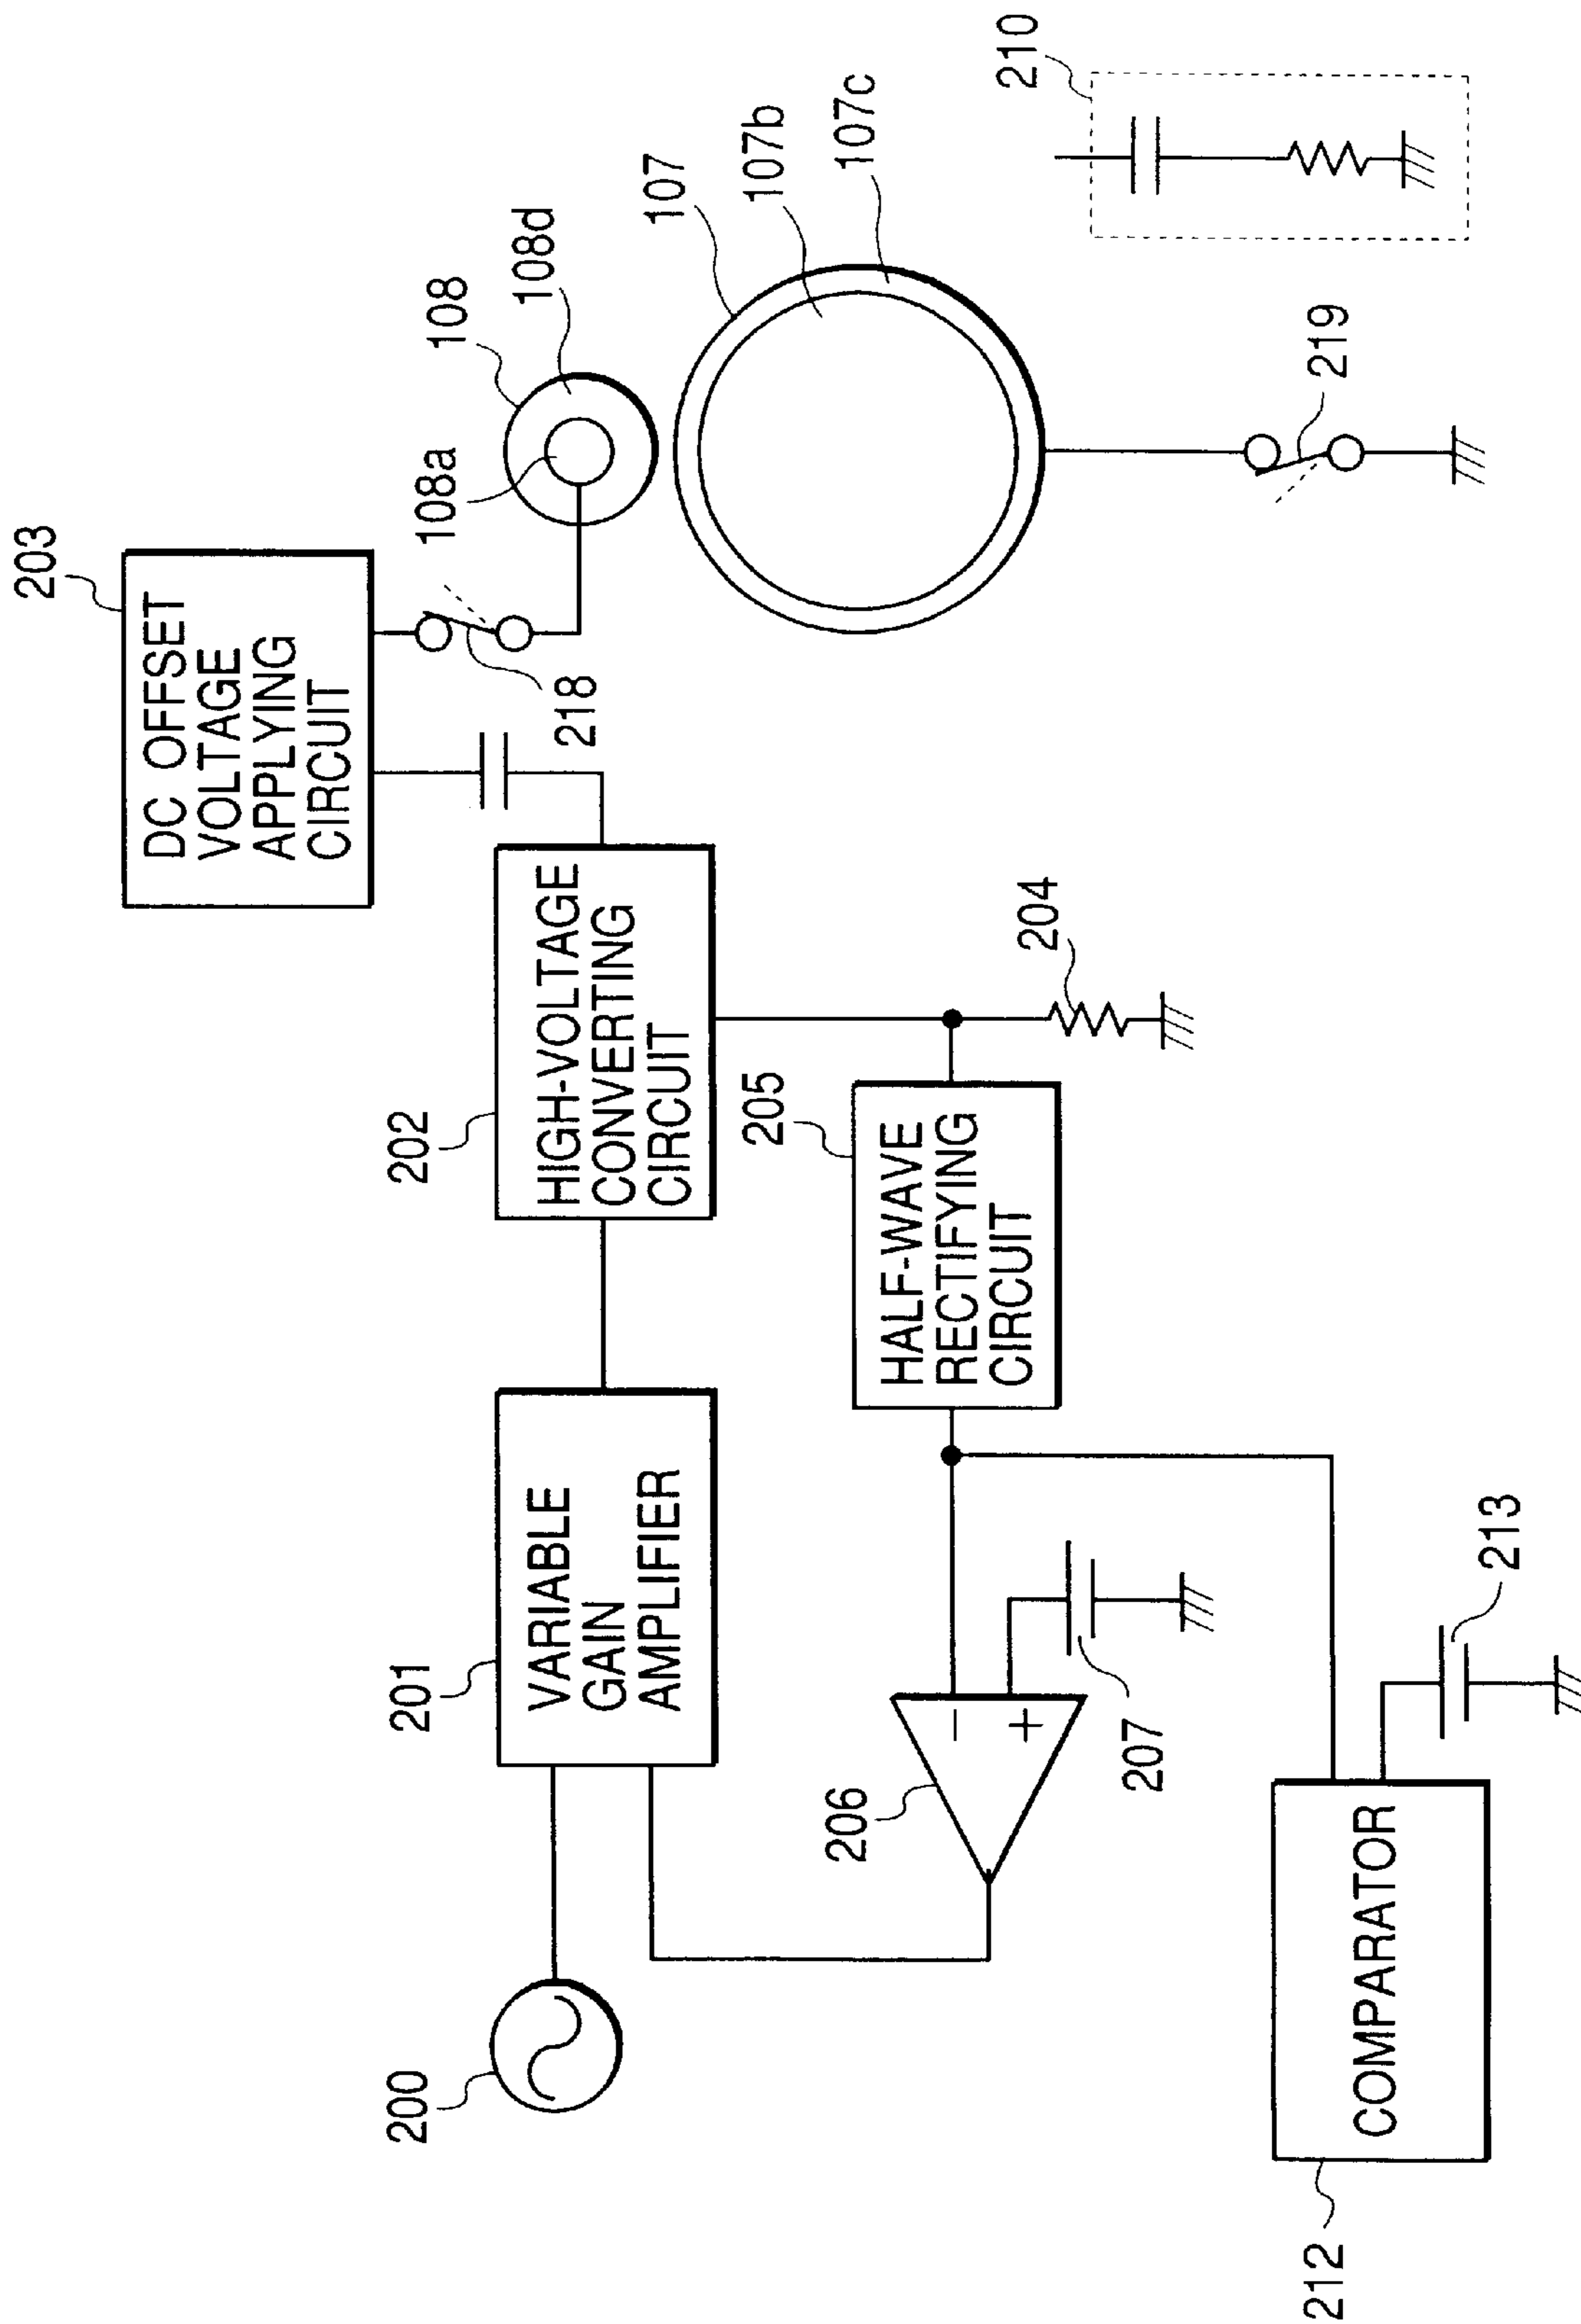 203
DC OFFSET
VOLTAGE
APPLYING
CIRCUIT
200
201
VARIABLE
GAIN
AMPLIFIER
202
HIGH-VOLTAGE
CONVERTING
CIRCUIT
218
108a
108
108d
107
107b
107c
210
205
HALF-WAVE
RECTIFYING
CIRCUIT
204
206
−
+
207
219
212
COMPARATOR
213